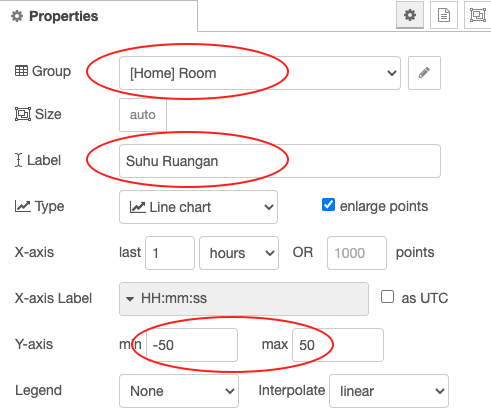 Properties
Group [Home] Room
Size auto
Label Suhu Ruangan
Type Line chart enlarge points
X-axis last 1 hours OR 1000 points
X-axis Label HH:mm:ss as UTC
Y-axis min -50 max 50
Legend None Interpolate linear